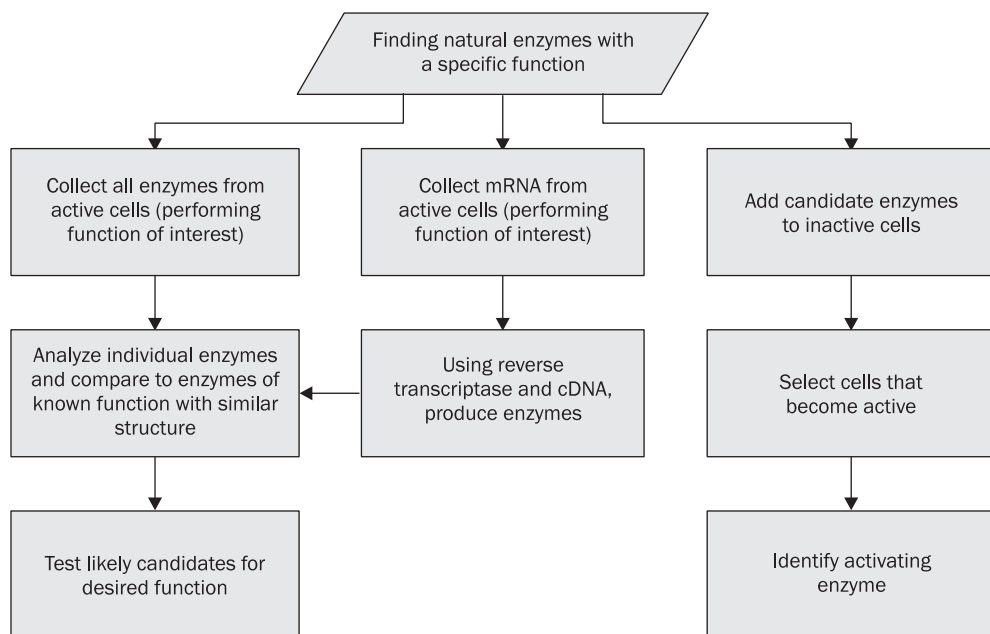 Finding natural enzymes with
a specific function
Collect all enzymes from
active cells (performing
function of interest)
Collect mRNA from
active cells (performing
function of interest)
Add candidate enzymes
to inactive cells
Analyze individual enzymes
and compare to enzymes of
known function with similar
structure
Using reverse
transcriptase and cDNA,
produce enzymes
Select cells that
become active
Test likely candidates for
desired function
Identify activating
enzyme